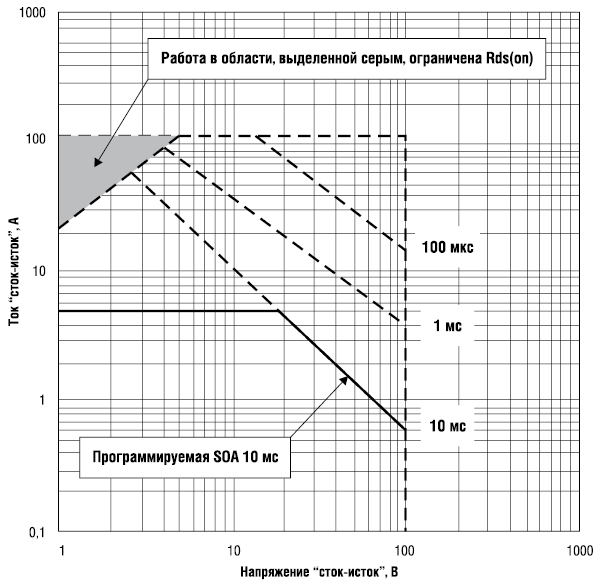 1000
Работа в области, выделенной серым, ограничена Rds(on)
100
100 мкс
10
1 мс
1
10 мс
Программируемая SOA 10 мс
0,1
Ток “сток-исток”, А
1
10
100
1000
Напряжение “сток-исток”, В